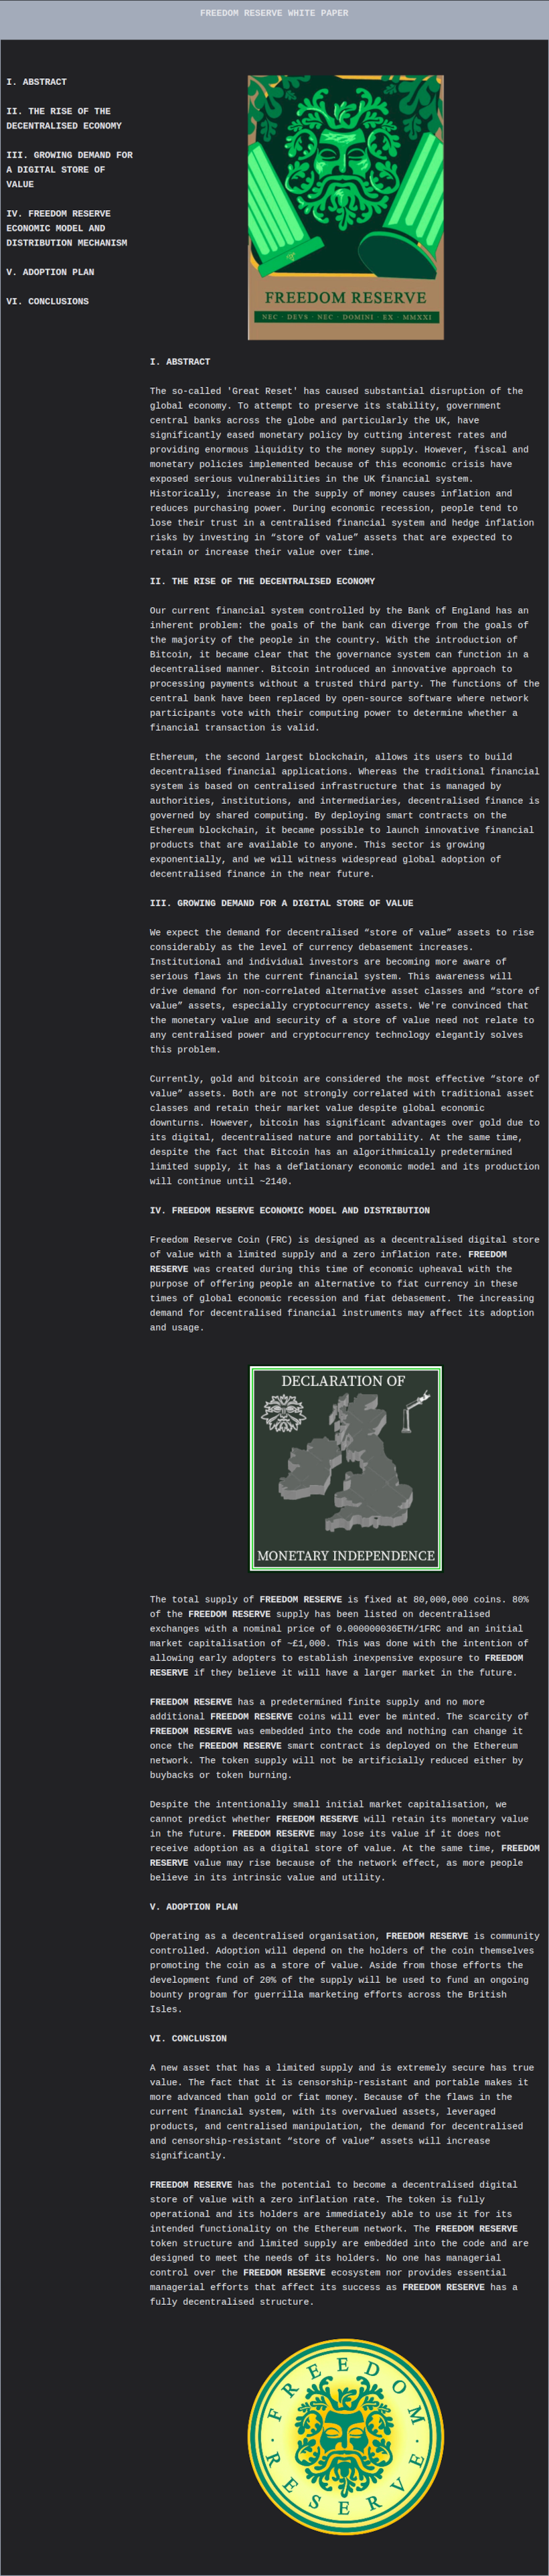 FREEDOM RESERVE WHITE PAPER
I. ABSTRACT
II. THE RISE OF THE
DECENTRALISED ECONOMY
III. GROWING DEMAND FOR
A DIGITAL STORE OF
VALUE
IV. FREEDOM RESERVE
ECONOMIC MODEL AND
DISTRIBUTION MECHANISM
V. ADOPTION PLAN
VI. CONCLUSIONS
FREEDOM RESERVE
NEC · DEVS · NEC · DOMINI · EX · MMXXI
I. ABSTRACT
The so-called 'Great Reset' has caused substantial disruption of the
global economy. To attempt to preserve its stability, government
central banks across the globe and particularly the UK, have
significantly eased monetary policy by cutting interest rates and
providing enormous liquidity to the money supply. However, fiscal and
monetary policies implemented because of this economic crisis have
exposed serious vulnerabilities in the UK financial system.
Historically, increase in the supply of money causes inflation and
reduces purchasing power. During economic recession, people tend to
lose their trust in a centralised financial system and hedge inflation
risks by investing in “store of value” assets that are expected to
retain or increase their value over time.
II. THE RISE OF THE DECENTRALISED ECONOMY
Our current financial system controlled by the Bank of England has an
inherent problem: the goals of the bank can diverge from the goals of
the majority of the people in the country. With the introduction of
Bitcoin, it became clear that the governance system can function in a
decentralised manner. Bitcoin introduced an innovative approach to
processing payments without a trusted third party. The functions of the
central bank have been replaced by open-source software where network
participants vote with their computing power to determine whether a
financial transaction is valid.
Ethereum, the second largest blockchain, allows its users to build
decentralised financial applications. Whereas the traditional financial
system is based on centralised infrastructure that is managed by
authorities, institutions, and intermediaries, decentralised finance is
governed by shared computing. By deploying smart contracts on the
Ethereum blockchain, it became possible to launch innovative financial
products that are available to anyone. This sector is growing
exponentially, and we will witness widespread global adoption of
decentralised finance in the near future.
III. GROWING DEMAND FOR A DIGITAL STORE OF VALUE
We expect the demand for decentralised “store of value” assets to rise
considerably as the level of currency debasement increases.
Institutional and individual investors are becoming more aware of
serious flaws in the current financial system. This awareness will
drive demand for non-correlated alternative asset classes and “store of
value” assets, especially cryptocurrency assets. We're convinced that
the monetary value and security of a store of value need not relate to
any centralised power and cryptocurrency technology elegantly solves
this problem.
Currently, gold and bitcoin are considered the most effective “store of
value” assets. Both are not strongly correlated with traditional asset
classes and retain their market value despite global economic
downturns. However, bitcoin has significant advantages over gold due to
its digital, decentralised nature and portability. At the same time,
despite the fact that Bitcoin has an algorithmically predetermined
limited supply, it has a deflationary economic model and its production
will continue until ~2140.
IV. FREEDOM RESERVE ECONOMIC MODEL AND DISTRIBUTION
Freedom Reserve Coin (FRC) is designed as a decentralised digital store
of value with a limited supply and a zero inflation rate. FREEDOM
RESERVE was created during this time of economic upheaval with the
purpose of offering people an alternative to fiat currency in these
times of global economic recession and fiat debasement. The increasing
demand for decentralised financial instruments may affect its adoption
and usage.
DECLARATION OF
MONETARY INDEPENDENCE
The total supply of FREEDOM RESERVE is fixed at 80,000,000 coins. 80%
of the FREEDOM RESERVE supply has been listed on decentralised
exchanges with a nominal price of 0.000000036ETH/1FRC and an initial
market capitalisation of ~£1,000. This was done with the intention of
allowing early adopters to establish inexpensive exposure to FREEDOM
RESERVE if they believe it will have a larger market in the future.
FREEDOM RESERVE has a predetermined finite supply and no more
additional FREEDOM RESERVE coins will ever be minted. The scarcity of
FREEDOM RESERVE was embedded into the code and nothing can change it
once the FREEDOM RESERVE smart contract is deployed on the Ethereum
network. The token supply will not be artificially reduced either by
buybacks or token burning.
Despite the intentionally small initial market capitalisation, we
cannot predict whether FREEDOM RESERVE will retain its monetary value
in the future. FREEDOM RESERVE may lose its value if it does not
receive adoption as a digital store of value. At the same time, FREEDOM
RESERVE value may rise because of the network effect, as more people
believe in its intrinsic value and utility.
V. ADOPTION PLAN
Operating as a decentralised organisation, FREEDOM RESERVE is community
controlled. Adoption will depend on the holders of the coin themselves
promoting the coin as a store of value. Aside from those efforts the
development fund of 20% of the supply will be used to fund an ongoing
bounty program for guerrilla marketing efforts across the British
Isles.
VI. CONCLUSION
A new asset that has a limited supply and is extremely secure has true
value. The fact that it is censorship-resistant and portable makes it
more advanced than gold or fiat money. Because of the flaws in the
current financial system, with its overvalued assets, leveraged
products, and centralised manipulation, the demand for decentralised
and censorship-resistant “store of value” assets will increase
significantly.
FREEDOM RESERVE has the potential to become a decentralised digital
store of value with a zero inflation rate. The token is fully
operational and its holders are immediately able to use it for its
intended functionality on the Ethereum network. The FREEDOM RESERVE
token structure and limited supply are embedded into the code and are
designed to meet the needs of its holders. No one has managerial
control over the FREEDOM RESERVE ecosystem nor provides essential
managerial efforts that affect its success as FREEDOM RESERVE has a
fully decentralised structure.
· FREEDOM ·
RESERVE